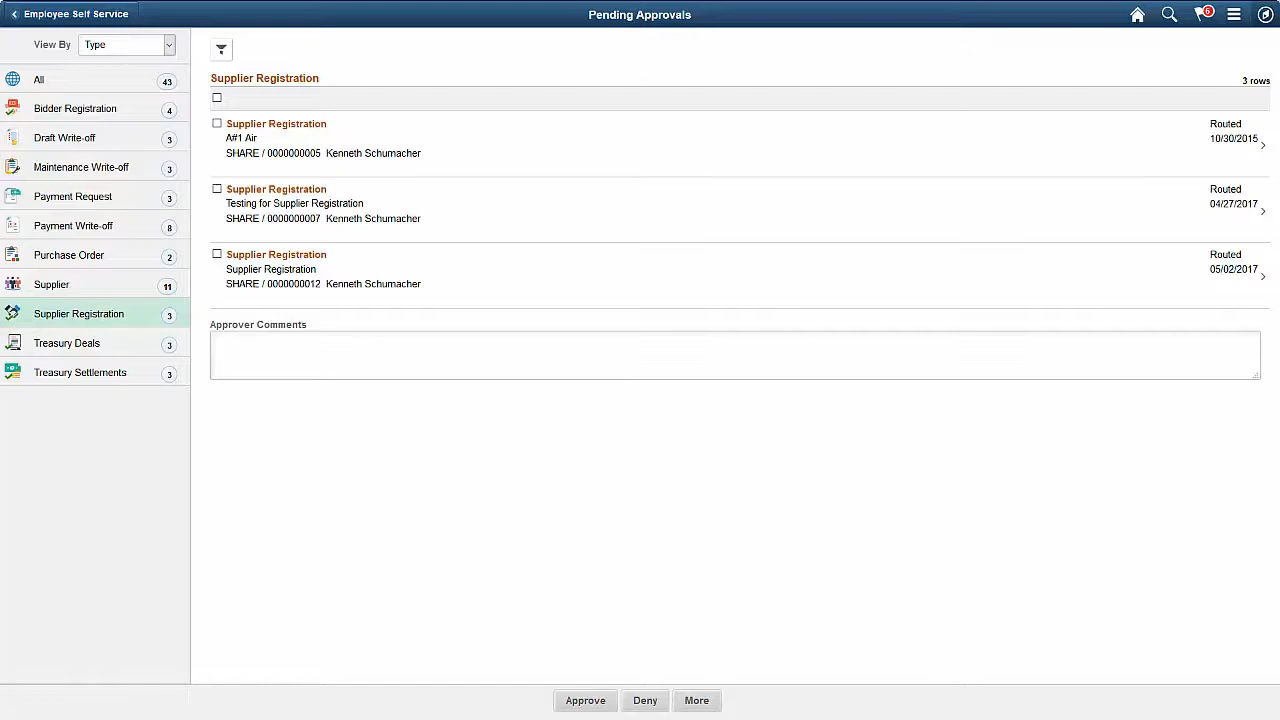 Employee Self Service
Pending Approvals
6
View By Type
All 43
Bidder Registration 4
Draft Write-off 3
Maintenance Write-off 3
Payment Request 3
Payment Write-off 8
Purchase Order 2
Supplier 11
Supplier Registration 3
Treasury Deals 3
Treasury Settlements 3
Supplier Registration
3 rows
Supplier Registration Routed
A#1 Air 10/30/2015
SHARE / 0000000005 Kenneth Schumacher
Supplier Registration Routed
Testing for Supplier Registration 04/27/2017
SHARE / 0000000007 Kenneth Schumacher
Supplier Registration Routed
Supplier Registration 05/02/2017
SHARE / 0000000012 Kenneth Schumacher
Approver Comments
Approve Deny More